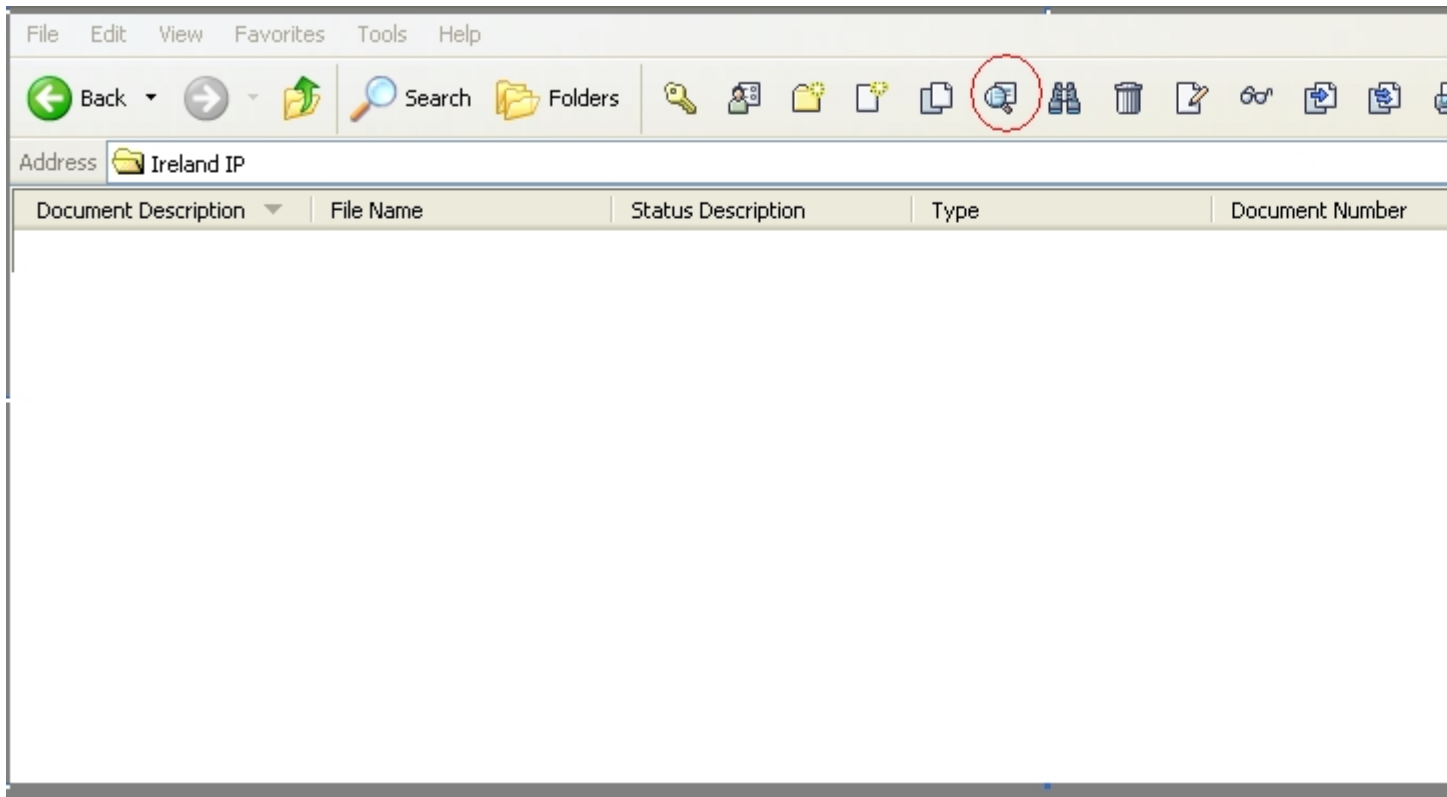 File Edit View Favorites Tools Help
Back Search Folders
Address Ireland IP
Document Description File Name Status Description Type Document Number